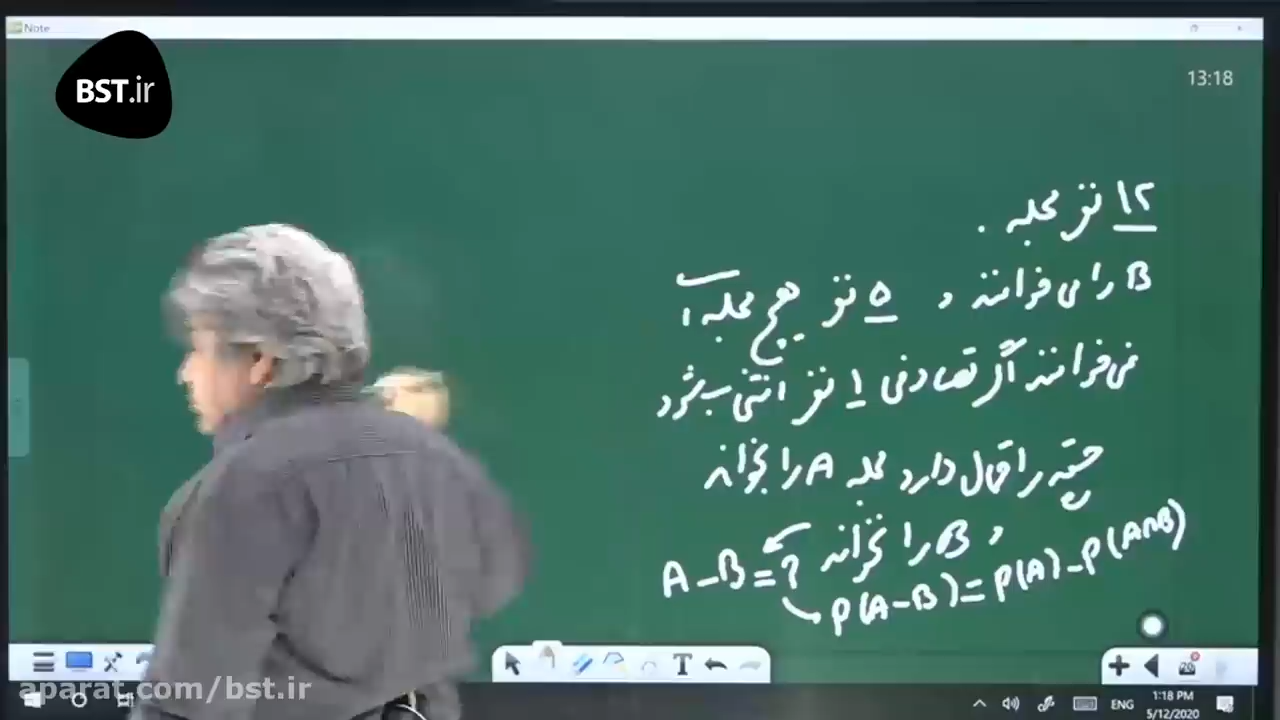 Note
BST.ir
13:18
۱۲ نفر مجله
B را می‌خوانند و ۵ نفر هیچ مجله‌ای
نمی‌خوانند اگر تصادفی ۱ نفر انتخاب شود
چقدر احتمال دارد مجله A را بخواند
و B را نخواند
A-B=?
P(A-B)=P(A)-P(A∩B)
20
aparat.com/bst.ir
ENG
1:18 PM
5/12/2020